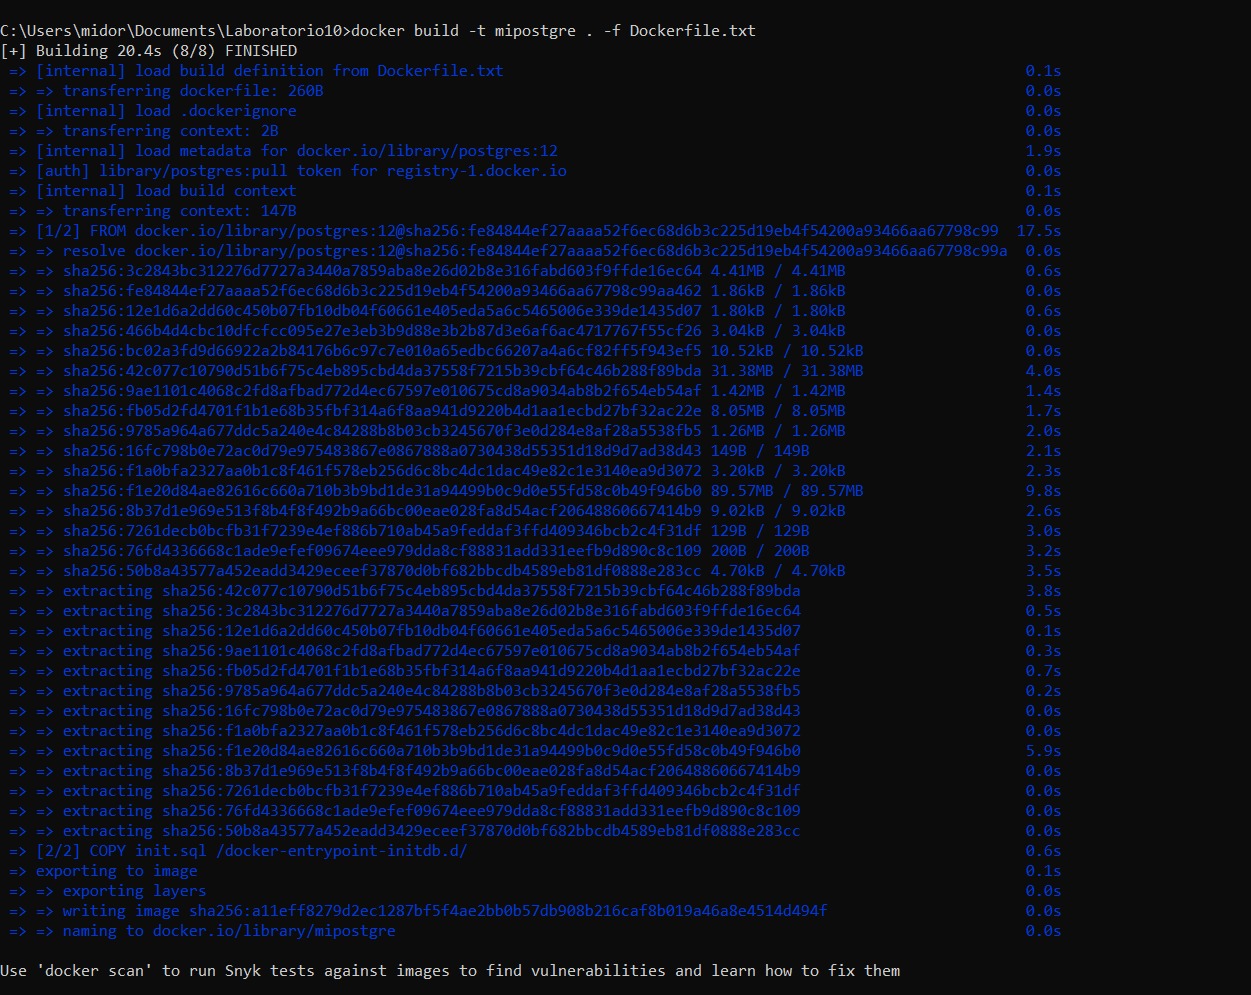 C:\Users\midor\Documents\Laboratorio10>docker build -t mipostgre . -f Dockerfile.txt
[+] Building 20.4s (8/8) FINISHED
=> [internal] load build definition from Dockerfile.txt 0.1s
=> => transferring dockerfile: 260B 0.0s
=> [internal] load .dockerignore 0.0s
=> => transferring context: 2B 0.0s
=> [internal] load metadata for docker.io/library/postgres:12 1.9s
=> [auth] library/postgres:pull token for registry-1.docker.io 0.0s
=> [internal] load build context 0.1s
=> => transferring context: 147B 0.0s
=> [1/2] FROM docker.io/library/postgres:12@sha256:fe84844ef27aaaa52f6ec68d6b3c225d19eb4f54200a93466aa67798c99 17.5s
=> => resolve docker.io/library/postgres:12@sha256:fe84844ef27aaaa52f6ec68d6b3c225d19eb4f54200a93466aa67798c99a 0.0s
=> => sha256:3c2843bc312276d7727a3440a7859aba8e26d02b8e316fabd603f9ffde16ec64 4.41MB / 4.41MB 0.6s
=> => sha256:fe84844ef27aaaa52f6ec68d6b3c225d19eb4f54200a93466aa67798c99aa462 1.86kB / 1.86kB 0.0s
=> => sha256:12e1d6a2dd60c450b07fb10db04f60661e405eda5a6c5465006e339de1435d07 1.80kB / 1.80kB 0.6s
=> => sha256:466b4d4cbc10dfcfcc095e27e3eb3b9d88e3b2b87d3e6af6ac4717767f55cf26 3.04kB / 3.04kB 0.0s
=> => sha256:bc02a3fd9d66922a2b84176b6c97c7e010a65edbc66207a4a6cf82ff5f943ef5 10.52kB / 10.52kB 0.0s
=> => sha256:42c077c10790d51b6f75c4eb895cbd4da37558f7215b39cbf64c46b288f89bda 31.38MB / 31.38MB 4.0s
=> => sha256:9ae1101c4068c2fd8afbad772d4ec67597e010675cd8a9034ab8b2f654eb54af 1.42MB / 1.42MB 1.4s
=> => sha256:fb05d2fd4701f1b1e68b35fbf314a6f8aa941d9220b4d1aa1ecbd27bf32ac22e 8.05MB / 8.05MB 1.7s
=> => sha256:9785a964a677ddc5a240e4c84288b8b03cb3245670f3e0d284e8af28a5538fb5 1.26MB / 1.26MB 2.0s
=> => sha256:16fc798b0e72ac0d79e975483867e0867888a0730438d55351d18d9d7ad38d43 149B / 149B 2.1s
=> => sha256:f1a0bfa2327aa0b1c8f461f578eb256d6c8bc4dc1dac49e82c1e3140ea9d3072 3.20kB / 3.20kB 2.3s
=> => sha256:f1e20d84ae82616c660a710b3b9bd1de31a94499b0c9d0e55fd58c0b49f946b0 89.57MB / 89.57MB 9.8s
=> => sha256:8b37d1e969e513f8b4f8f492b9a66bc00eae028fa8d54acf20648860667414b9 9.02kB / 9.02kB 2.6s
=> => sha256:7261decb0bcfb31f7239e4ef886b710ab45a9feddaf3ffd409346bcb2c4f31df 129B / 129B 3.0s
=> => sha256:76fd4336668c1ade9efef09674eee979dda8cf88831add331eefb9d890c8c109 200B / 200B 3.2s
=> => sha256:50b8a43577a452eadd3429eceef37870d0bf682bbcdb4589eb81df0888e283cc 4.70kB / 4.70kB 3.5s
=> => extracting sha256:42c077c10790d51b6f75c4eb895cbd4da37558f7215b39cbf64c46b288f89bda 3.8s
=> => extracting sha256:3c2843bc312276d7727a3440a7859aba8e26d02b8e316fabd603f9ffde16ec64 0.5s
=> => extracting sha256:12e1d6a2dd60c450b07fb10db04f60661e405eda5a6c5465006e339de1435d07 0.1s
=> => extracting sha256:9ae1101c4068c2fd8afbad772d4ec67597e010675cd8a9034ab8b2f654eb54af 0.3s
=> => extracting sha256:fb05d2fd4701f1b1e68b35fbf314a6f8aa941d9220b4d1aa1ecbd27bf32ac22e 0.7s
=> => extracting sha256:9785a964a677ddc5a240e4c84288b8b03cb3245670f3e0d284e8af28a5538fb5 0.2s
=> => extracting sha256:16fc798b0e72ac0d79e975483867e0867888a0730438d55351d18d9d7ad38d43 0.0s
=> => extracting sha256:f1a0bfa2327aa0b1c8f461f578eb256d6c8bc4dc1dac49e82c1e3140ea9d3072 0.0s
=> => extracting sha256:f1e20d84ae82616c660a710b3b9bd1de31a94499b0c9d0e55fd58c0b49f946b0 5.9s
=> => extracting sha256:8b37d1e969e513f8b4f8f492b9a66bc00eae028fa8d54acf20648860667414b9 0.0s
=> => extracting sha256:7261decb0bcfb31f7239e4ef886b710ab45a9feddaf3ffd409346bcb2c4f31df 0.0s
=> => extracting sha256:76fd4336668c1ade9efef09674eee979dda8cf88831add331eefb9d890c8c109 0.0s
=> => extracting sha256:50b8a43577a452eadd3429eceef37870d0bf682bbcdb4589eb81df0888e283cc 0.0s
=> [2/2] COPY init.sql /docker-entrypoint-initdb.d/ 0.6s
=> exporting to image 0.1s
=> => exporting layers 0.0s
=> => writing image sha256:a11eff8279d2ec1287bf5f4ae2bb0b57db908b216caf8b019a46a8e4514d494f 0.0s
=> => naming to docker.io/library/mipostgre 0.0s
Use 'docker scan' to run Snyk tests against images to find vulnerabilities and learn how to fix them